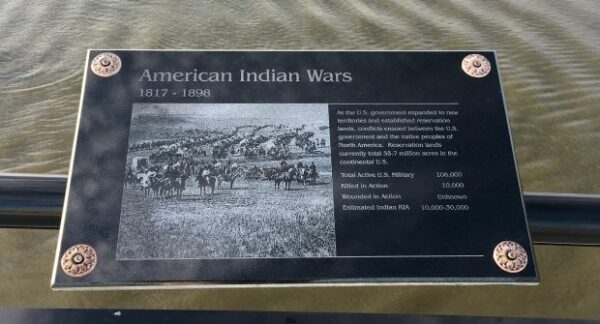 American Indian Wars
1817 - 1898
As the U.S. government expanded to new
territories and established reservation
lands, conflicts ensued between the U.S.
government and the native peoples of
North America. Reservation lands
currently total 55.7 million acres in the
continental U.S.
Total Active U.S. Military 106,000
Killed in Action 10,000
Wounded in Action Unknown
Estimated Indian KIA 10,000-30,000